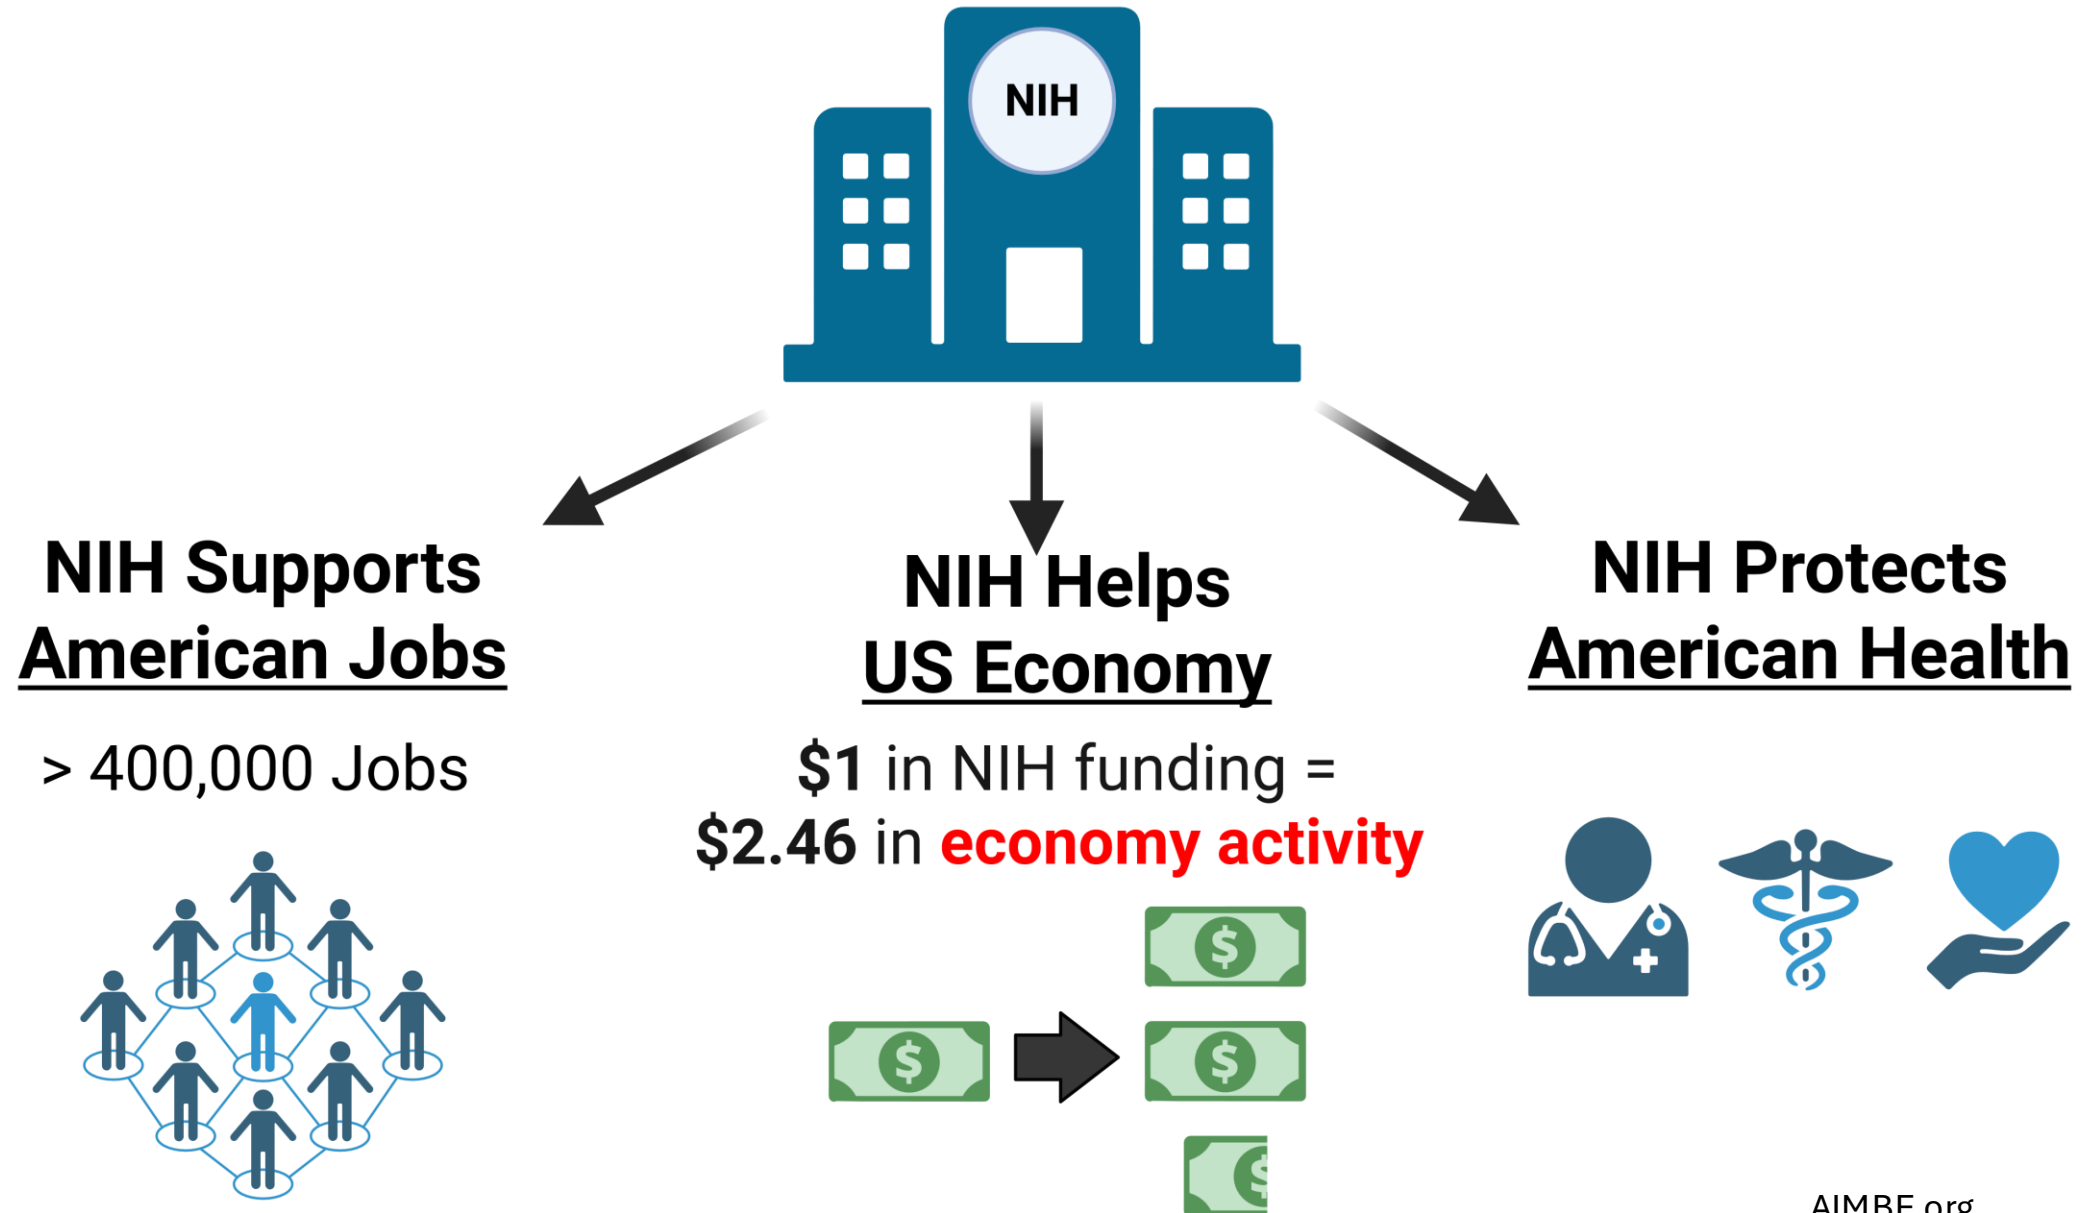 NIH
NIH Supports
American Jobs
> 400,000 Jobs
NIH Helps
US Economy
$1 in NIH funding =
$2.46 in economy activity
$
$
$
$
NIH Protects
American Health
AIMBE.org